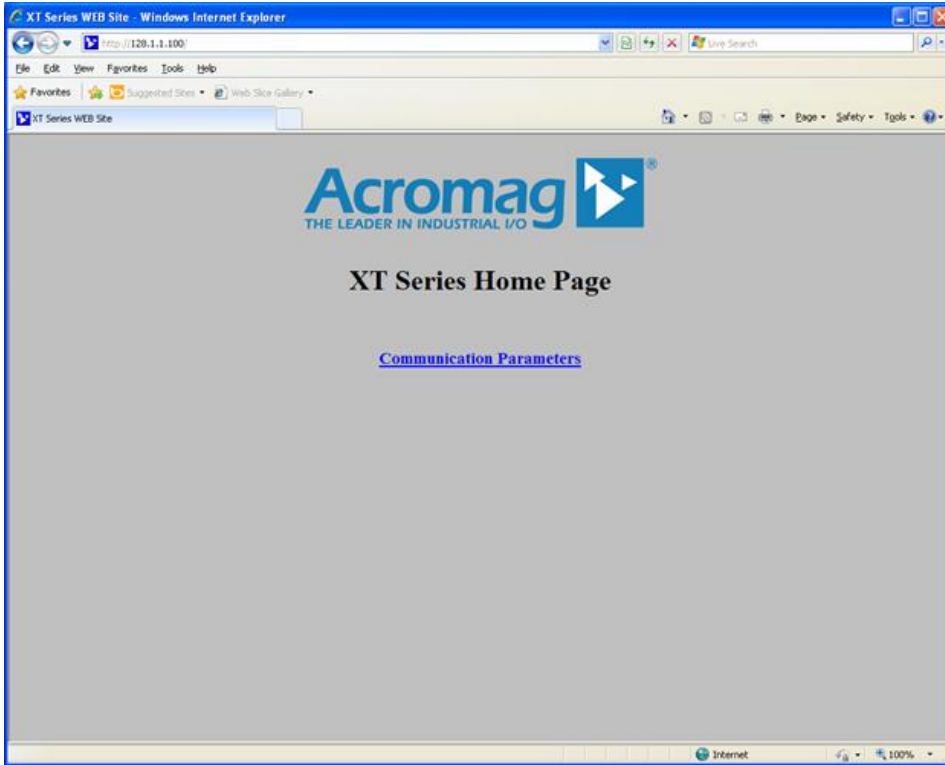 XT Series WEB Site - Windows Internet Explorer
http://128.1.1.100/
Live Search
File Edit View Favorites Tools Help
Favorites Suggested Sites Web Slice Gallery
XT Series WEB Site
Page Safety Tools
Acromag®
THE LEADER IN INDUSTRIAL I/O
XT Series Home Page
Communication Parameters
Internet 100%